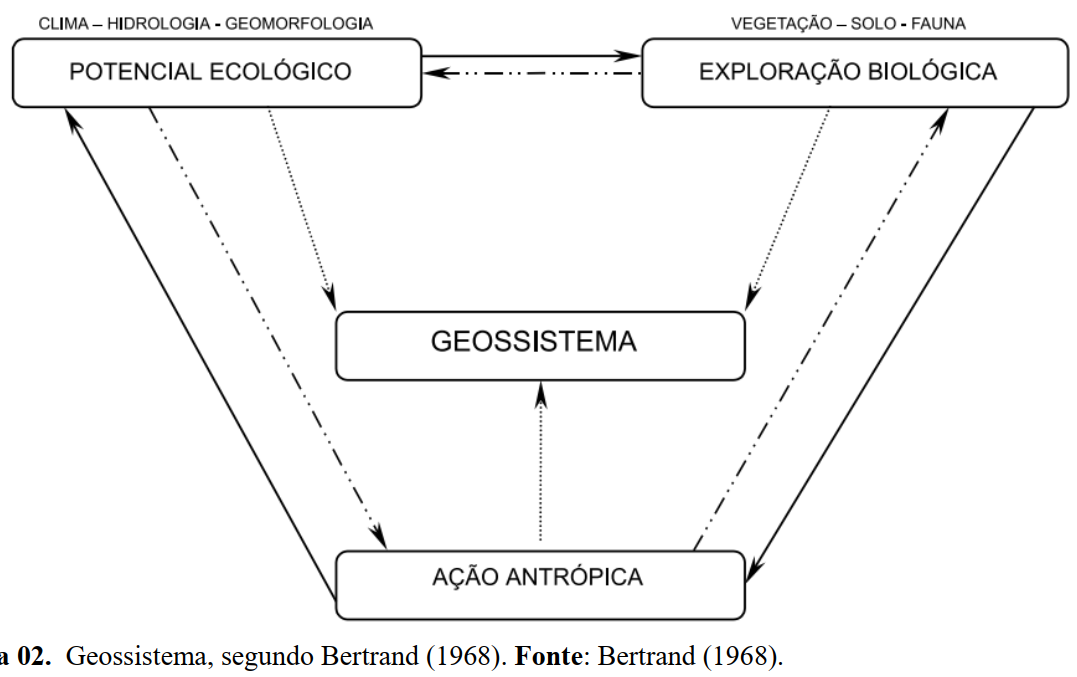 CLIMA – HIDROLOGIA - GEOMORFOLOGIA
VEGETAÇÃO – SOLO - FAUNA
POTENCIAL ECOLÓGICO
EXPLORAÇÃO BIOLÓGICA
GEOSSISTEMA
AÇÃO ANTRÓPICA
a 02. Geossistema, segundo Bertrand (1968). Fonte: Bertrand (1968).